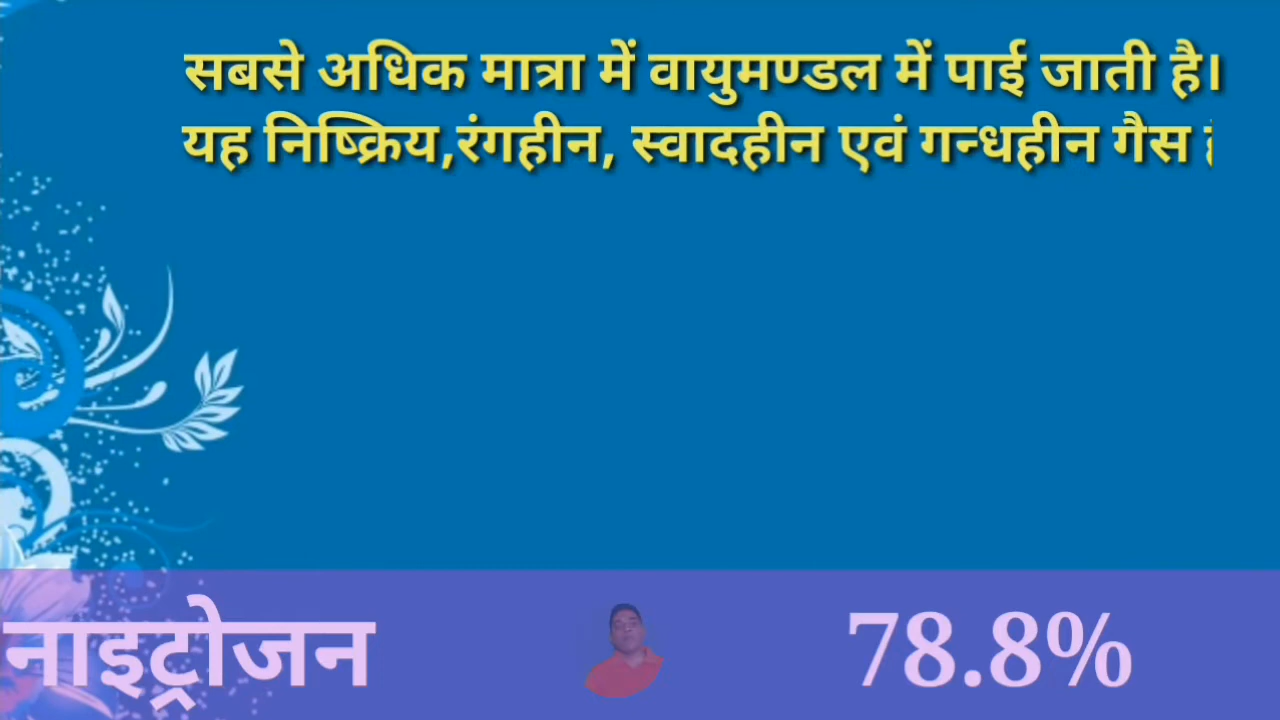 सबसे अधिक मात्रा में वायुमण्डल में पाई जाती है।
यह निष्क्रिय,रंगहीन, स्वादहीन एवं गन्धहीन गैस
नाइट्रोजन 78.8%